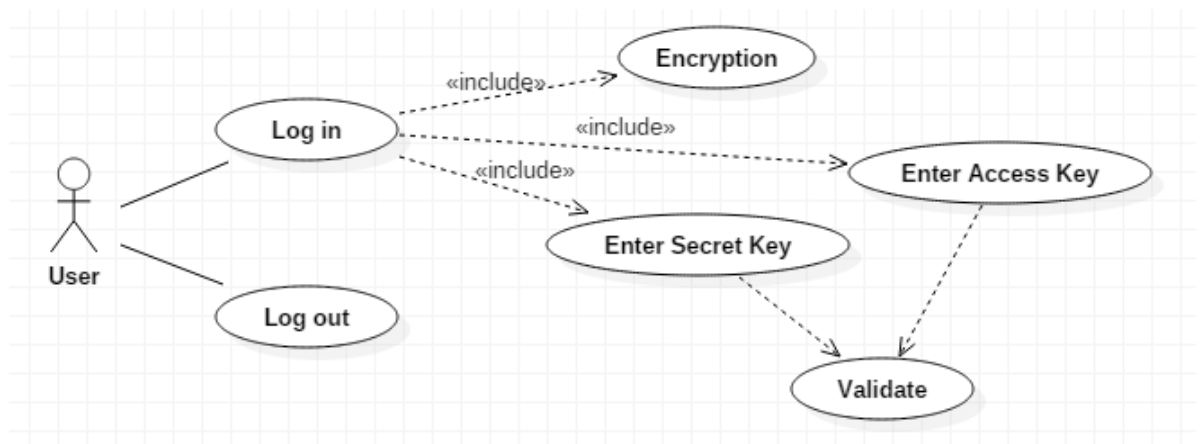 Encryption
«include»
Log in
«include»
Enter Access Key
«include»
Enter Secret Key
User
Log out
Validate